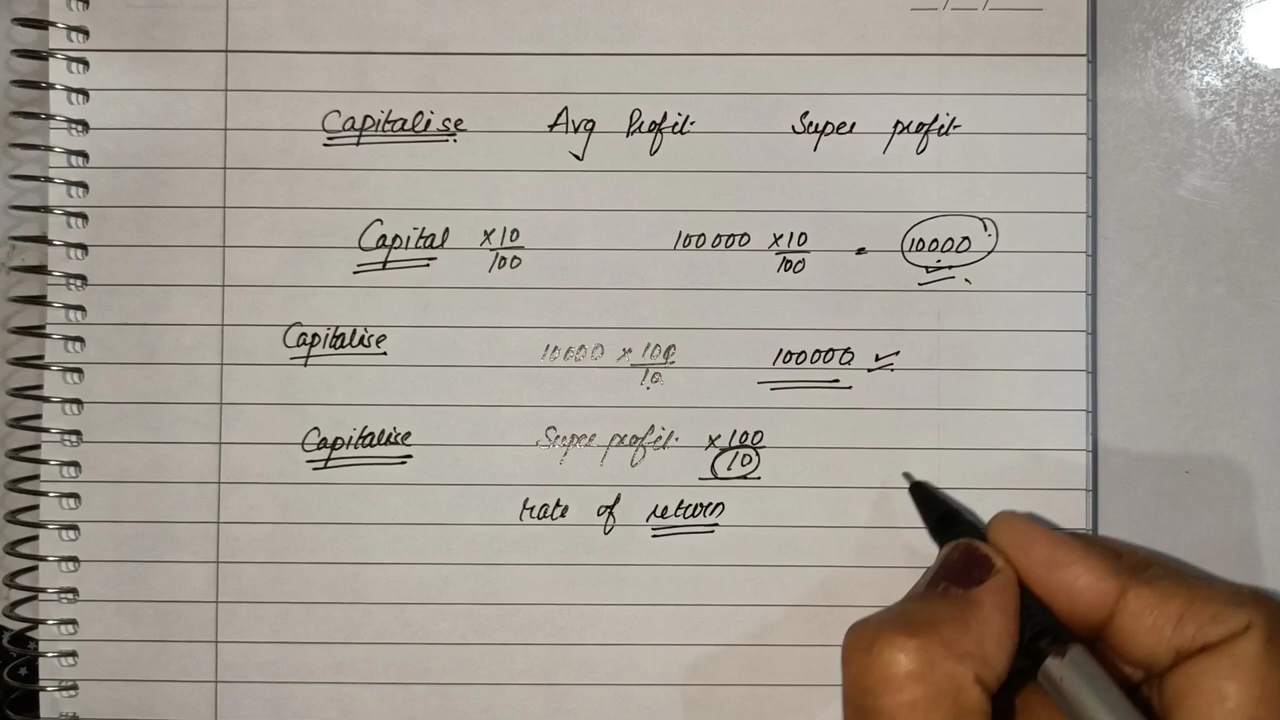 Capitalise Avg Profit Super profit
Capital ×10/100 100000 ×10/100 = 10000
Capitalise 10000 × 100/10 100000 ✓
Capitalise Super profit ×100/10
rate of return